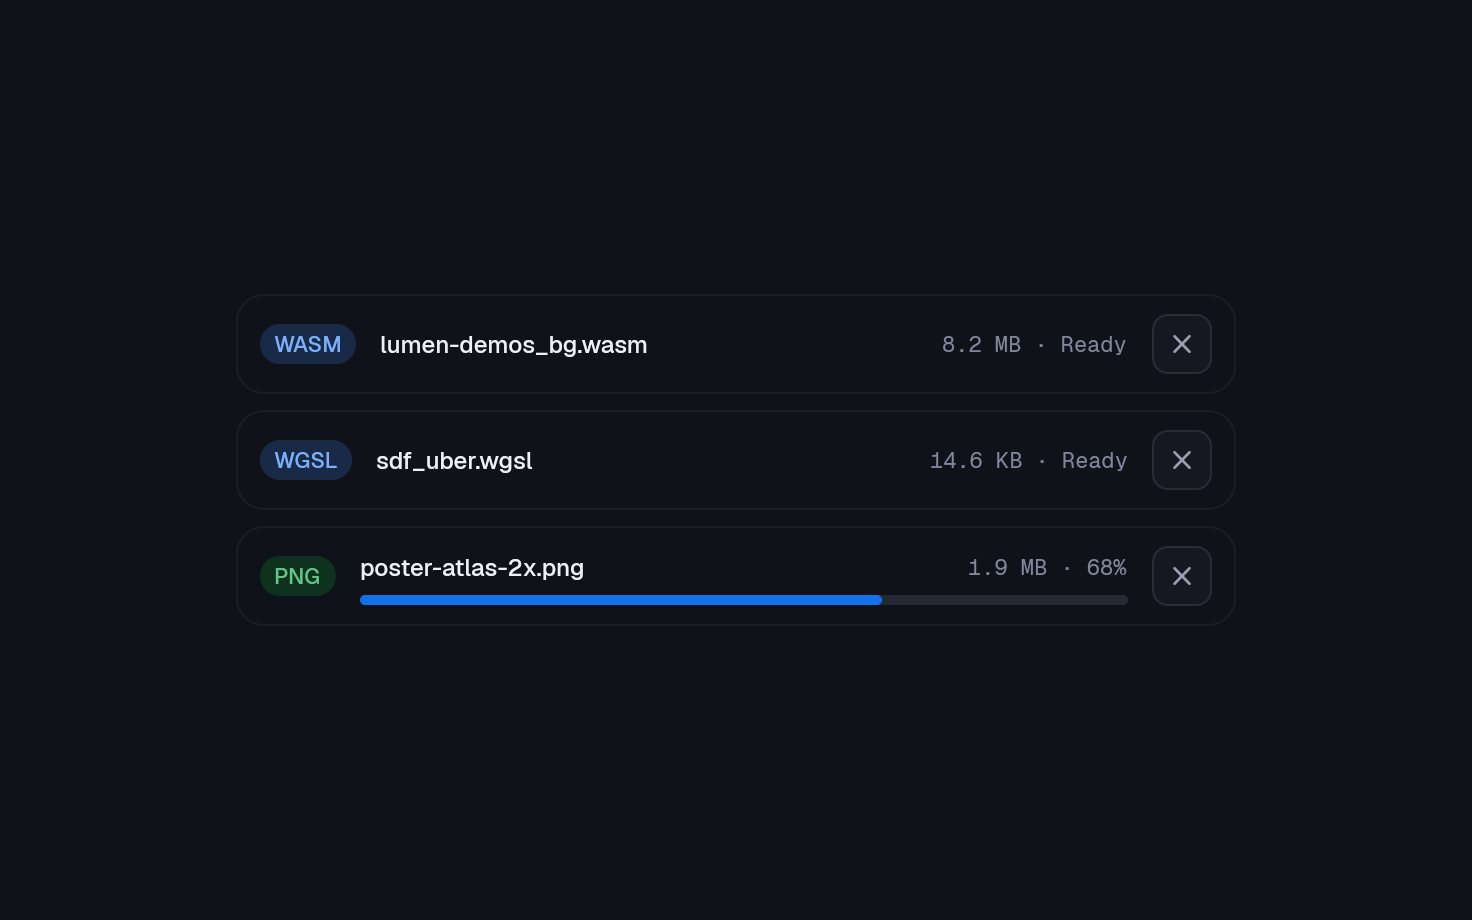 WASM lumen-demos_bg.wasm 8.2 MB · Ready
WGSL sdf_uber.wgsl 14.6 KB · Ready
PNG poster-atlas-2x.png 1.9 MB · 68%